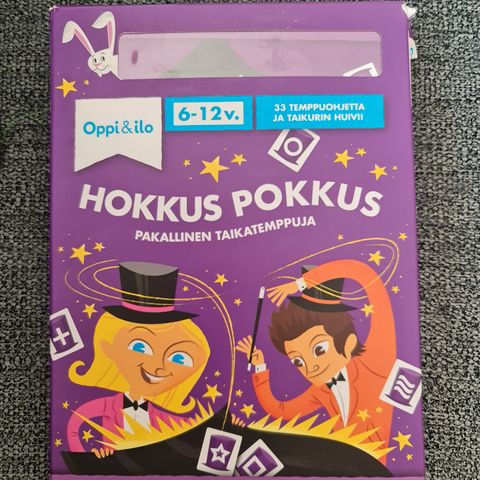 Oppi&ilo
6-12v.
33 TEMPPUOHJETTA
JA TAIKURIN HUIVI!
HOKKUS POKKUS
PAKALLINEN TAIKATEMPPUJA